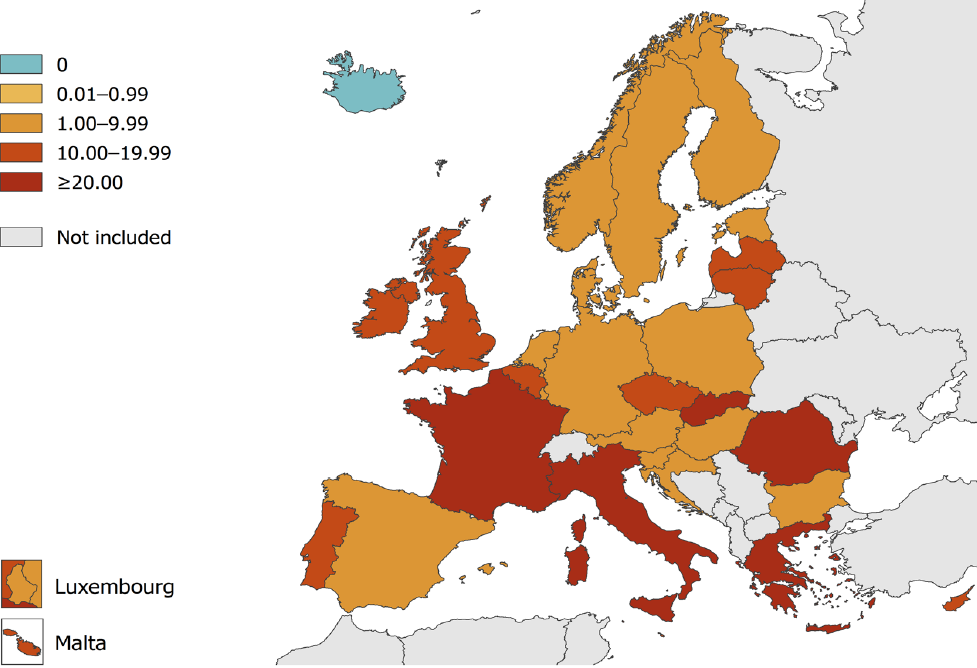 0
0.01–0.99
1.00–9.99
10.00–19.99
≥20.00
Not included
Luxembourg
Malta